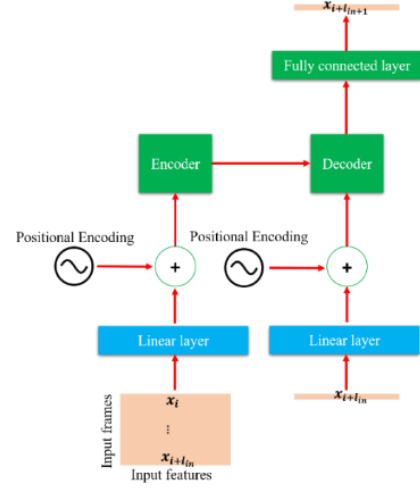 x_{i+l_{in+1}}
Fully connected layer
Encoder
Decoder
Positional Encoding
Positional Encoding
+
+
Linear layer
Linear layer
Input frames
x_i
⋮
x_{i+l_{in}}
Input features
x_{i+l_{in}}